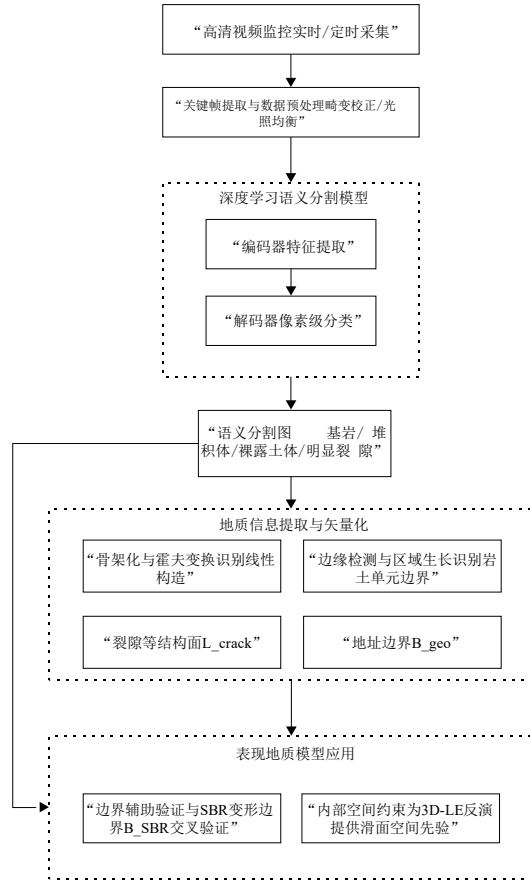 “高清视频监控实时/定时采集”
“关键帧提取与数据预处理畸变校正/光
照均衡”
深度学习语义分割模型
“编码器特征提取”
“解码器像素级分类”
“语义分割图 基岩/ 堆
积体/裸露土体/明显裂 隙”
地质信息提取与矢量化
“骨架化与霍夫变换识别线性
构造”
“边缘检测与区域生长识别岩
土单元边界”
“裂隙等结构面L_crack”
“地址边界B_geo”
表现地质模型应用
“边界辅助验证与SBR变形边
界B_SBR交叉验证”
“内部空间约束为3D-LE反演
提供滑面空间先验”